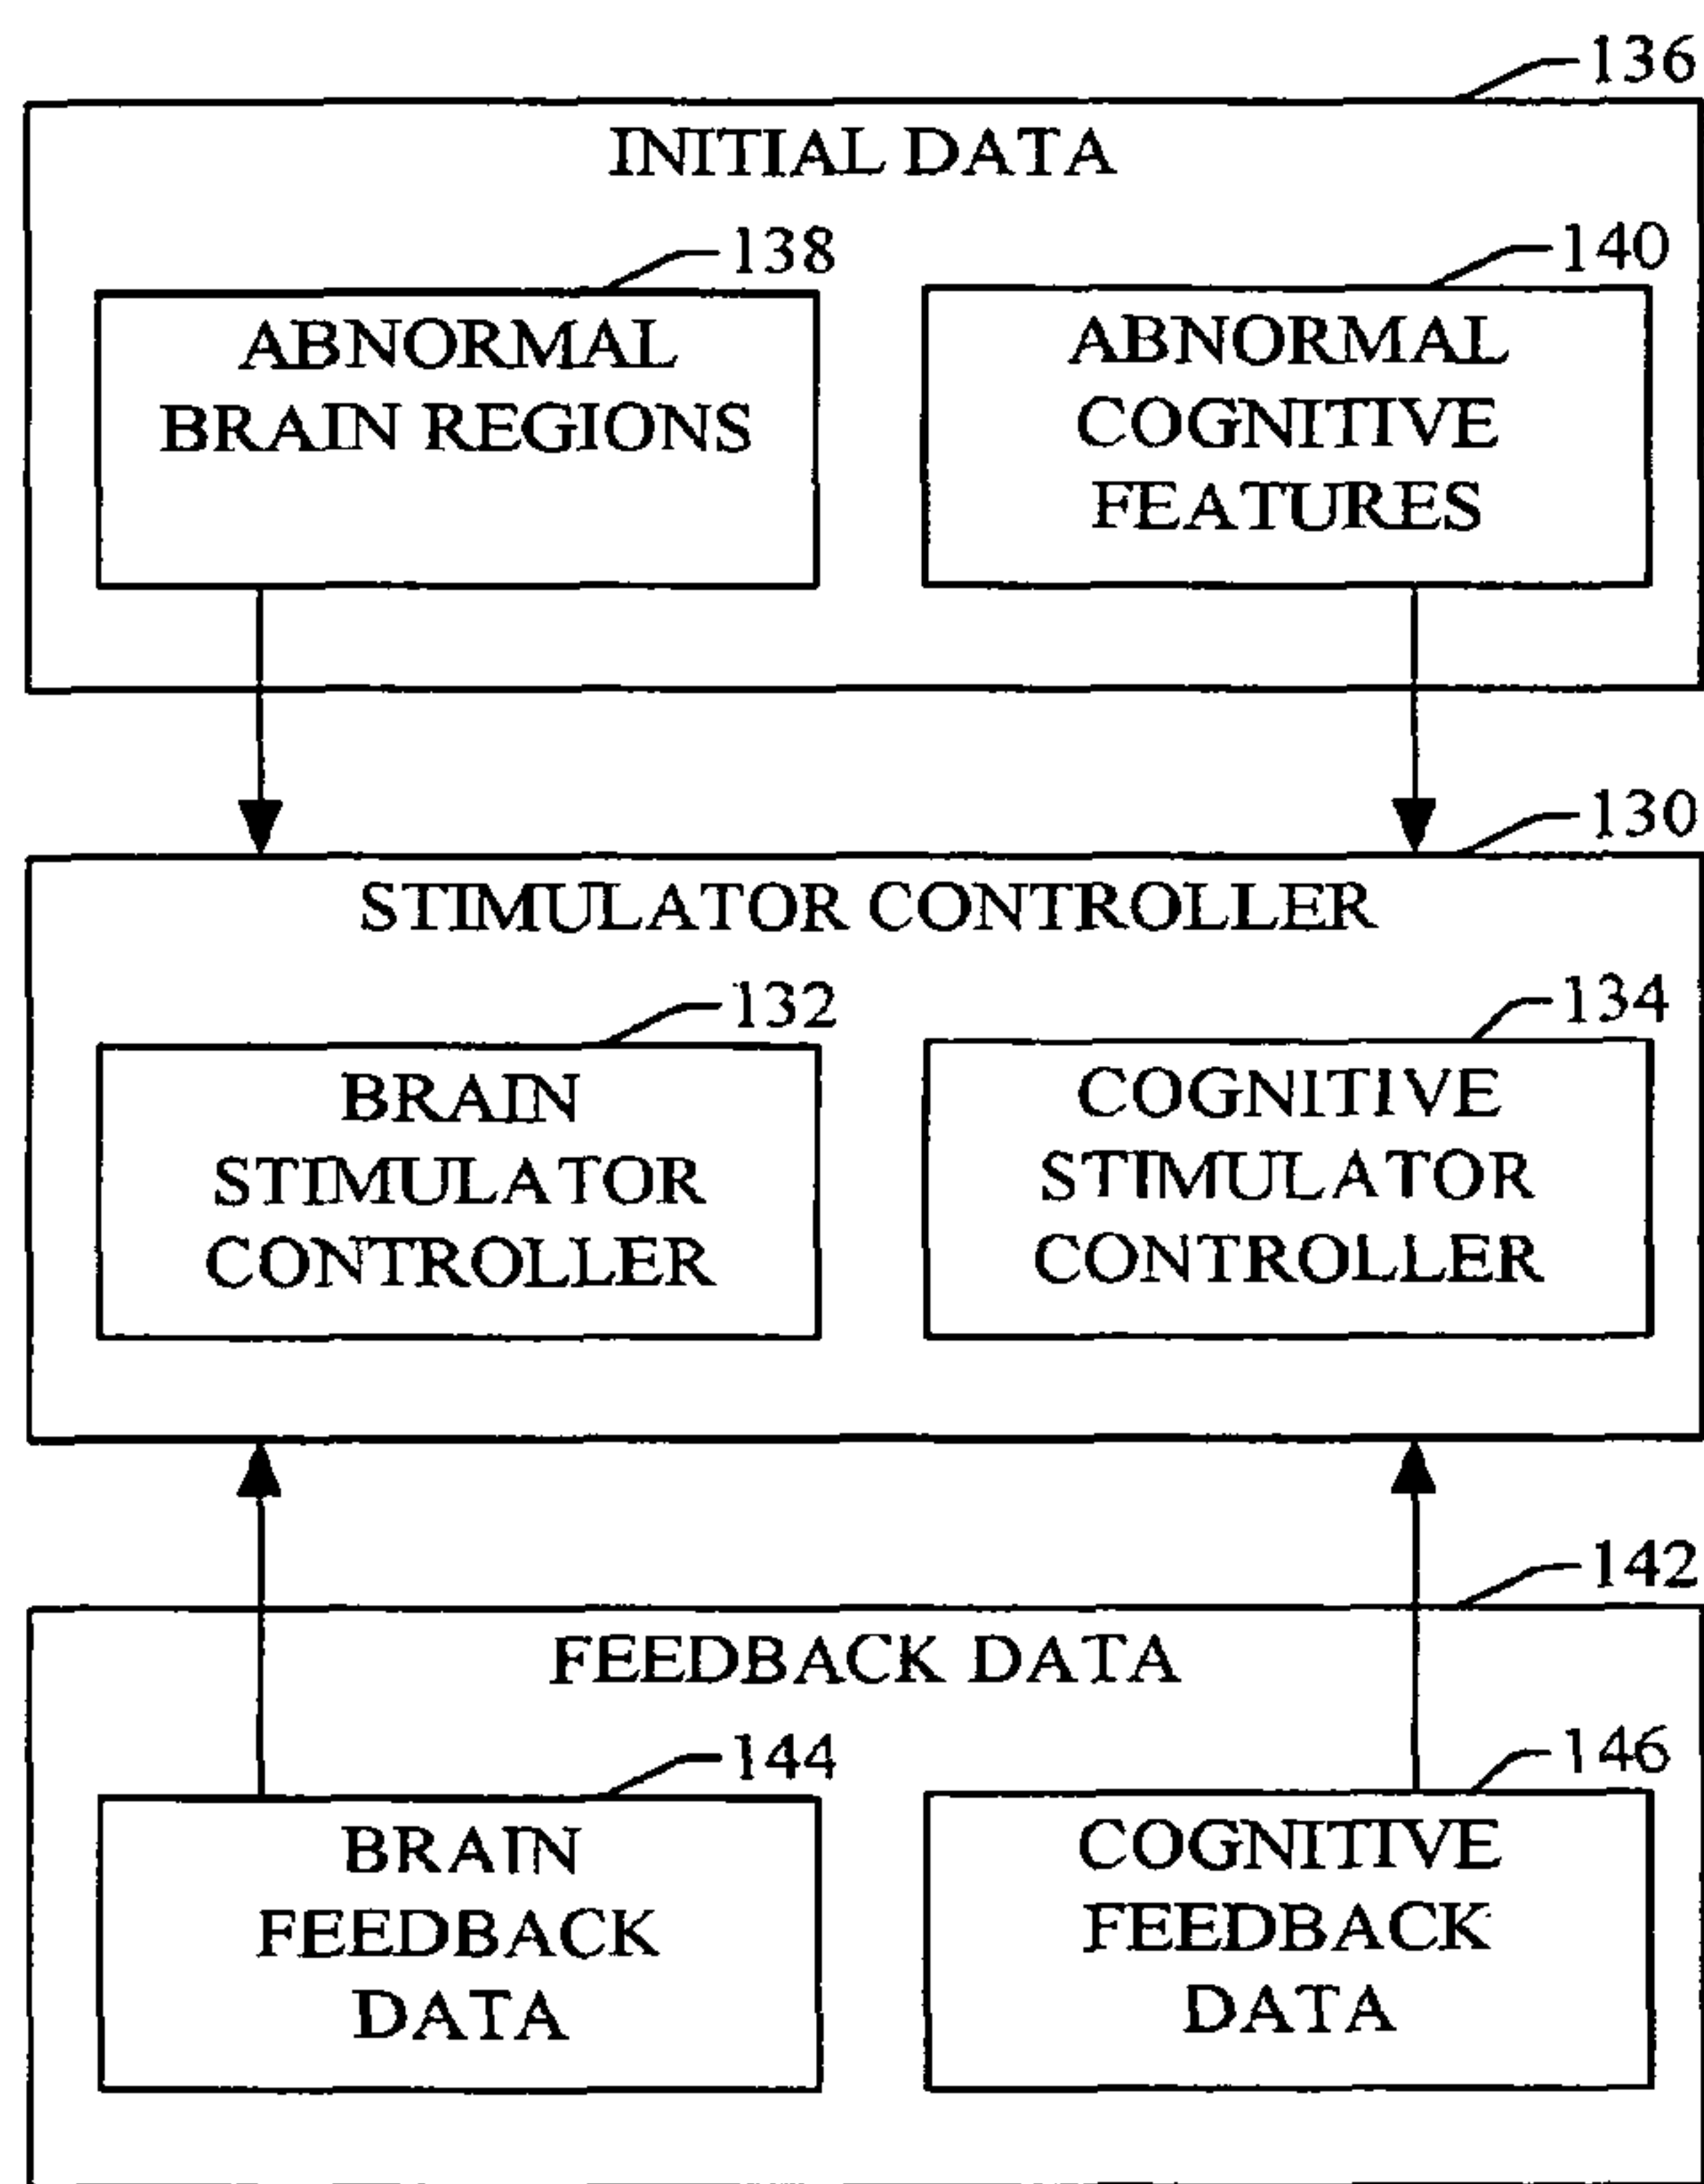 136
INITIAL DATA
138
140
ABNORMAL
BRAIN REGIONS
ABNORMAL
COGNITIVE
FEATURES
130
STIMULATOR CONTROLLER
132
134
BRAIN
STIMULATOR
CONTROLLER
COGNITIVE
STIMULATOR
CONTROLLER
142
FEEDBACK DATA
144
146
BRAIN
FEEDBACK
DATA
COGNITIVE
FEEDBACK
DATA